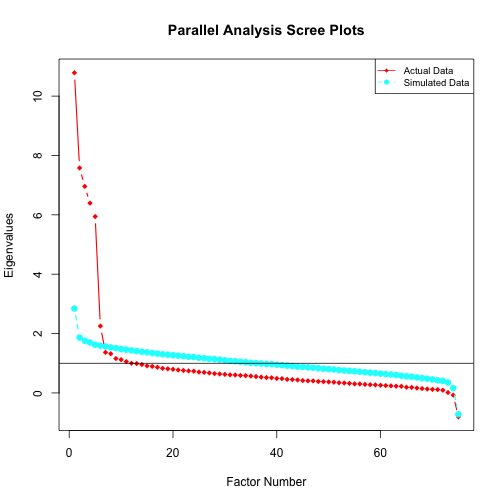 Parallel Analysis Scree Plots
Actual Data
Simulated Data
Eigenvalues
10
8
6
4
2
0
0 20 40 60
Factor Number